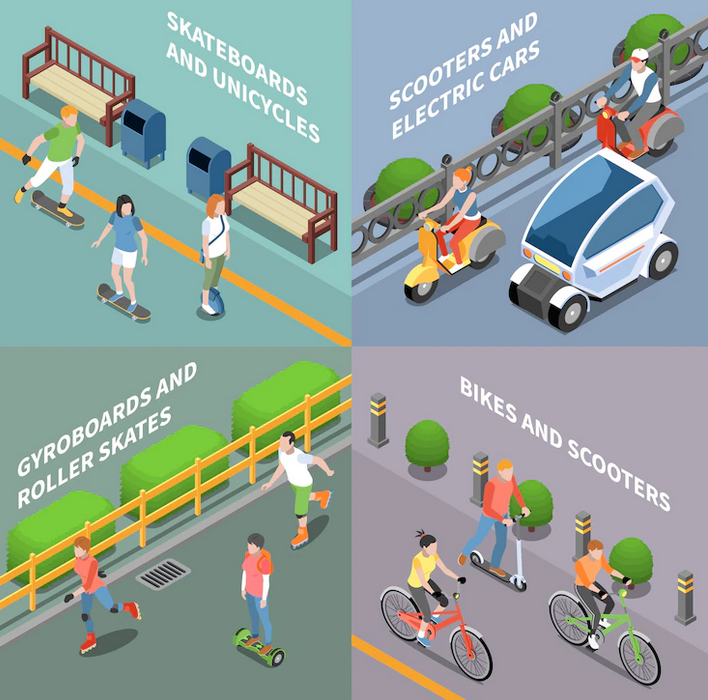 SKATEBOARDS
AND UNICYCLES
SCOOTERS AND
ELECTRIC CARS
GYROBOARDS AND
ROLLER SKATES
BIKES AND SCOOTERS